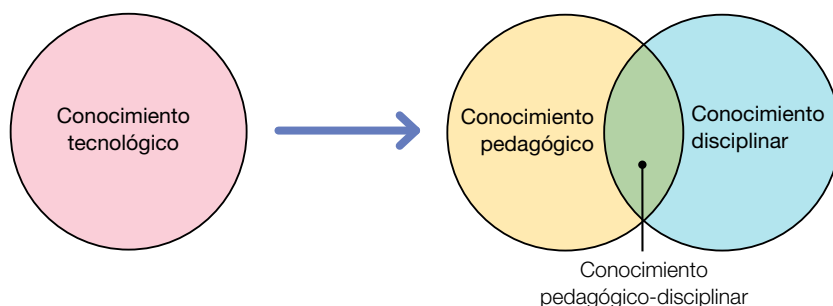 Conocimiento
tecnológico
Conocimiento
pedagógico
Conocimiento
disciplinar
Conocimiento
pedagógico-disciplinar